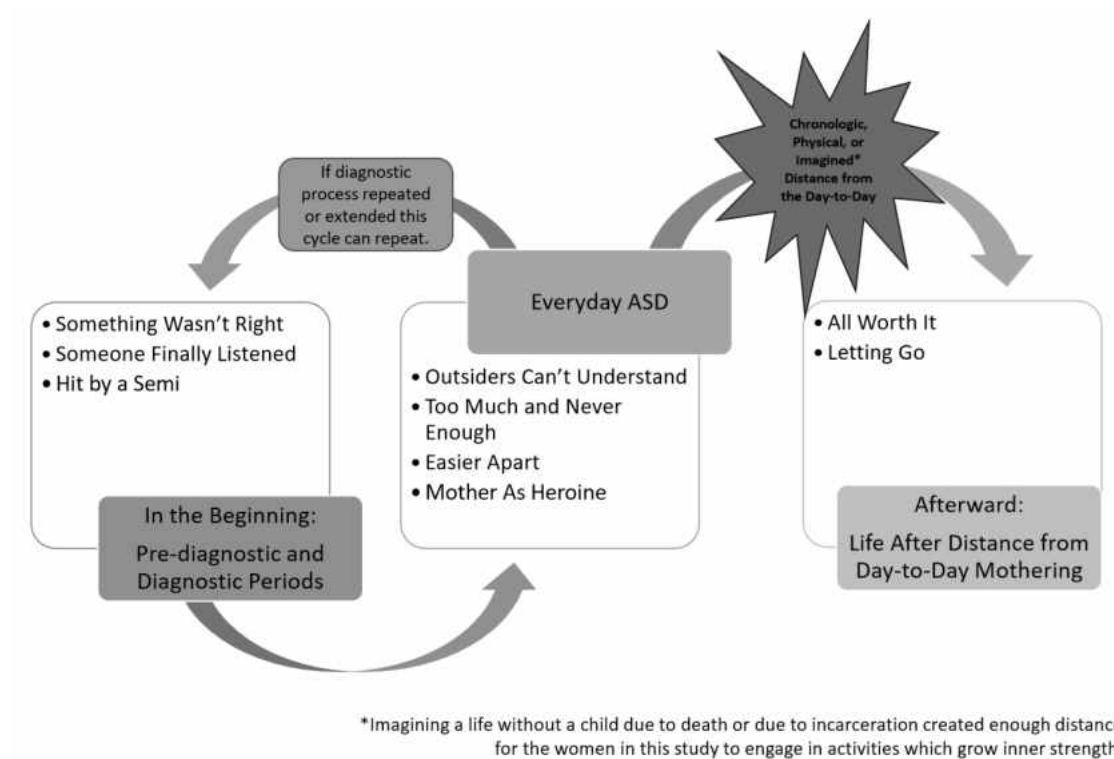 Chronologic,
Physical, or
Imagined*
Distance from
the Day-to-Day
If diagnostic
process repeated
or extended this
cycle can repeat.
• Something Wasn't Right
• Someone Finally Listened
• Hit by a Semi
In the Beginning:
Pre-diagnostic and
Diagnostic Periods
Everyday ASD
• Outsiders Can't Understand
• Too Much and Never
Enough
• Easier Apart
• Mother As Heroine
• All Worth It
• Letting Go
Afterward:
Life After Distance from
Day-to-Day Mothering
*Imagining a life without a child due to death or due to incarceration created enough distance
for the women in this study to engage in activities which grow inner strength